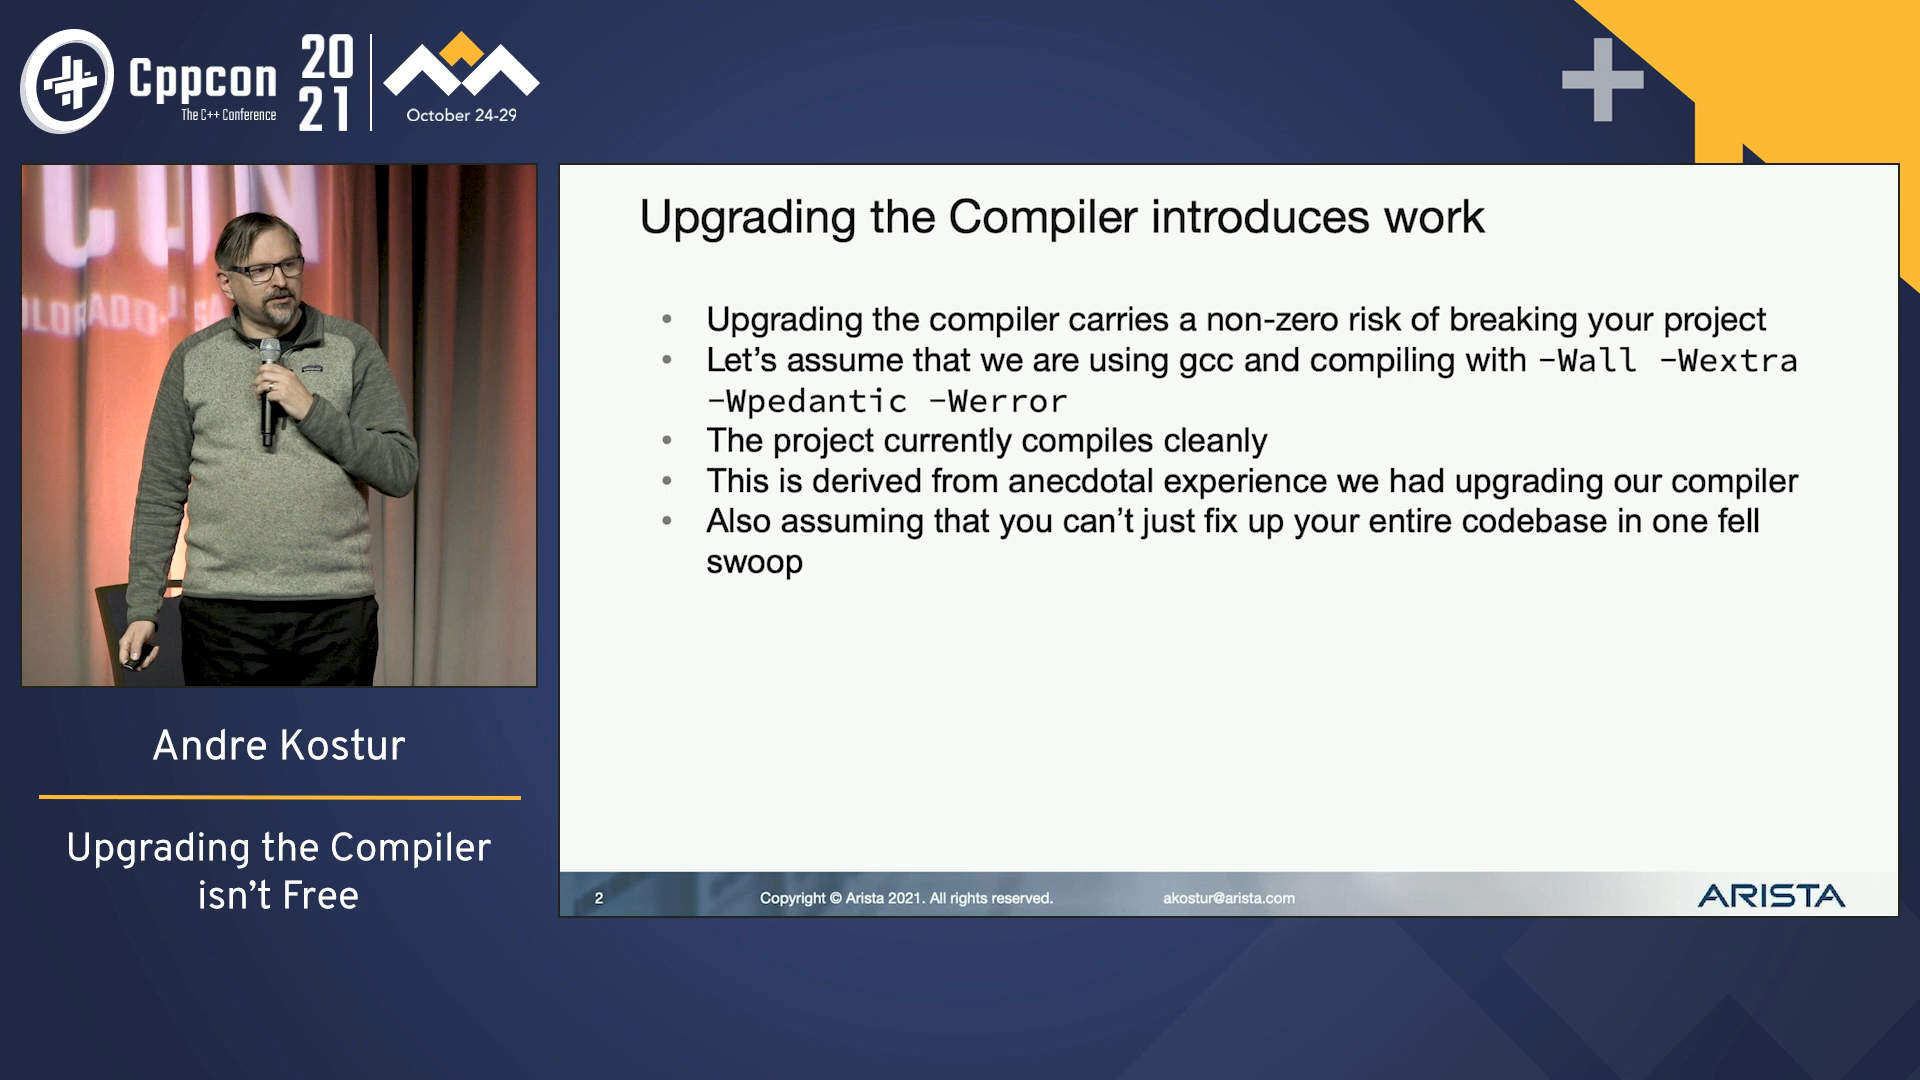 Cppcon
The C++ Conference
20
21
October 24-29
Upgrading the Compiler introduces work
• Upgrading the compiler carries a non-zero risk of breaking your project
• Let’s assume that we are using gcc and compiling with -Wall -Wextra
-Wpedantic -Werror
• The project currently compiles cleanly
• This is derived from anecdotal experience we had upgrading our compiler
• Also assuming that you can’t just fix up your entire codebase in one fell
swoop
2
Copyright © Arista 2021. All rights reserved.
akostur@arista.com
ARISTA
Andre Kostur
Upgrading the Compiler
isn’t Free